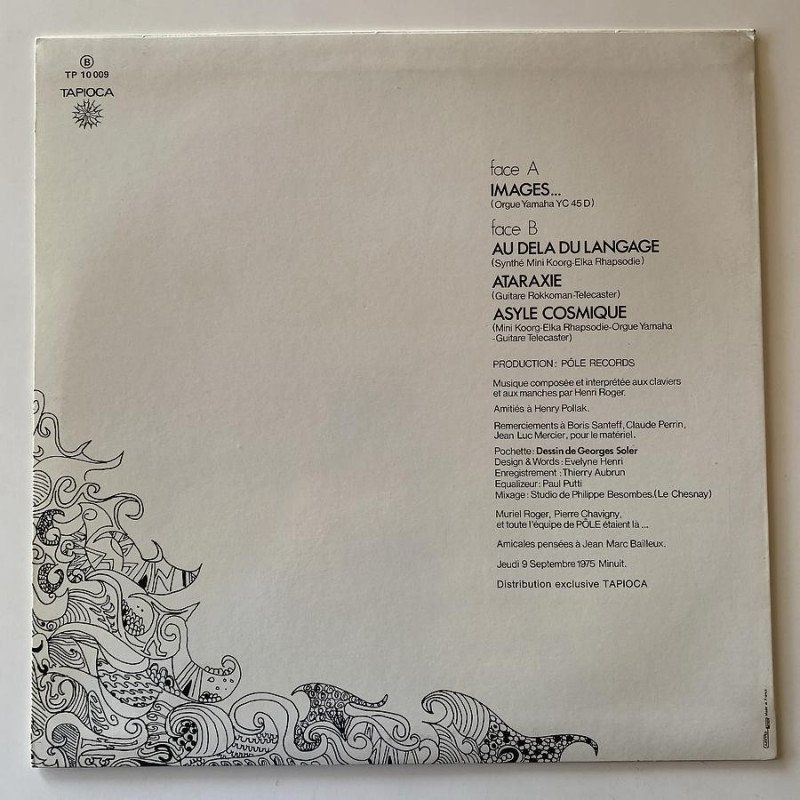 B
TP 10 009
TAPIOCA
face A
IMAGES...
(Orgue Yamaha YC 45 D)
face B
AU DELA DU LANGAGE
(Synthé Mini Koorg-Elka Rhapsodie)
ATARAXIE
(Guitare Rokkoman-Telecaster)
ASYLE COSMIQUE
(Mini Koorg-Elka Rhapsodie-Orgue Yamaha
-Guitare Telecaster)
PRODUCTION: PÔLE RECORDS
Musique composée et interprétée aux claviers
et aux manches par Henri Roger.
Amitiés à Henry Pollak.
Remerciements à Boris Santeff, Claude Perrin,
Jean Luc Mercier, pour le matériel.
Pochette: Dessin de Georges Soler
Design & Words: Evelyne Henri
Enregistrement: Thierry Aubrun
Equalizeur: Paul Putti
Mixage: Studio de Philippe Besombes.(Le Chesnay)
Muriel Roger, Pierre Chavigny,
et toute l'équipe de PÔLE étaient là ...
Amicales pensées à Jean Marc Bailleux.
Jeudi 9 Septembre 1975 Minuit.
Distribution exclusive TAPIOCA